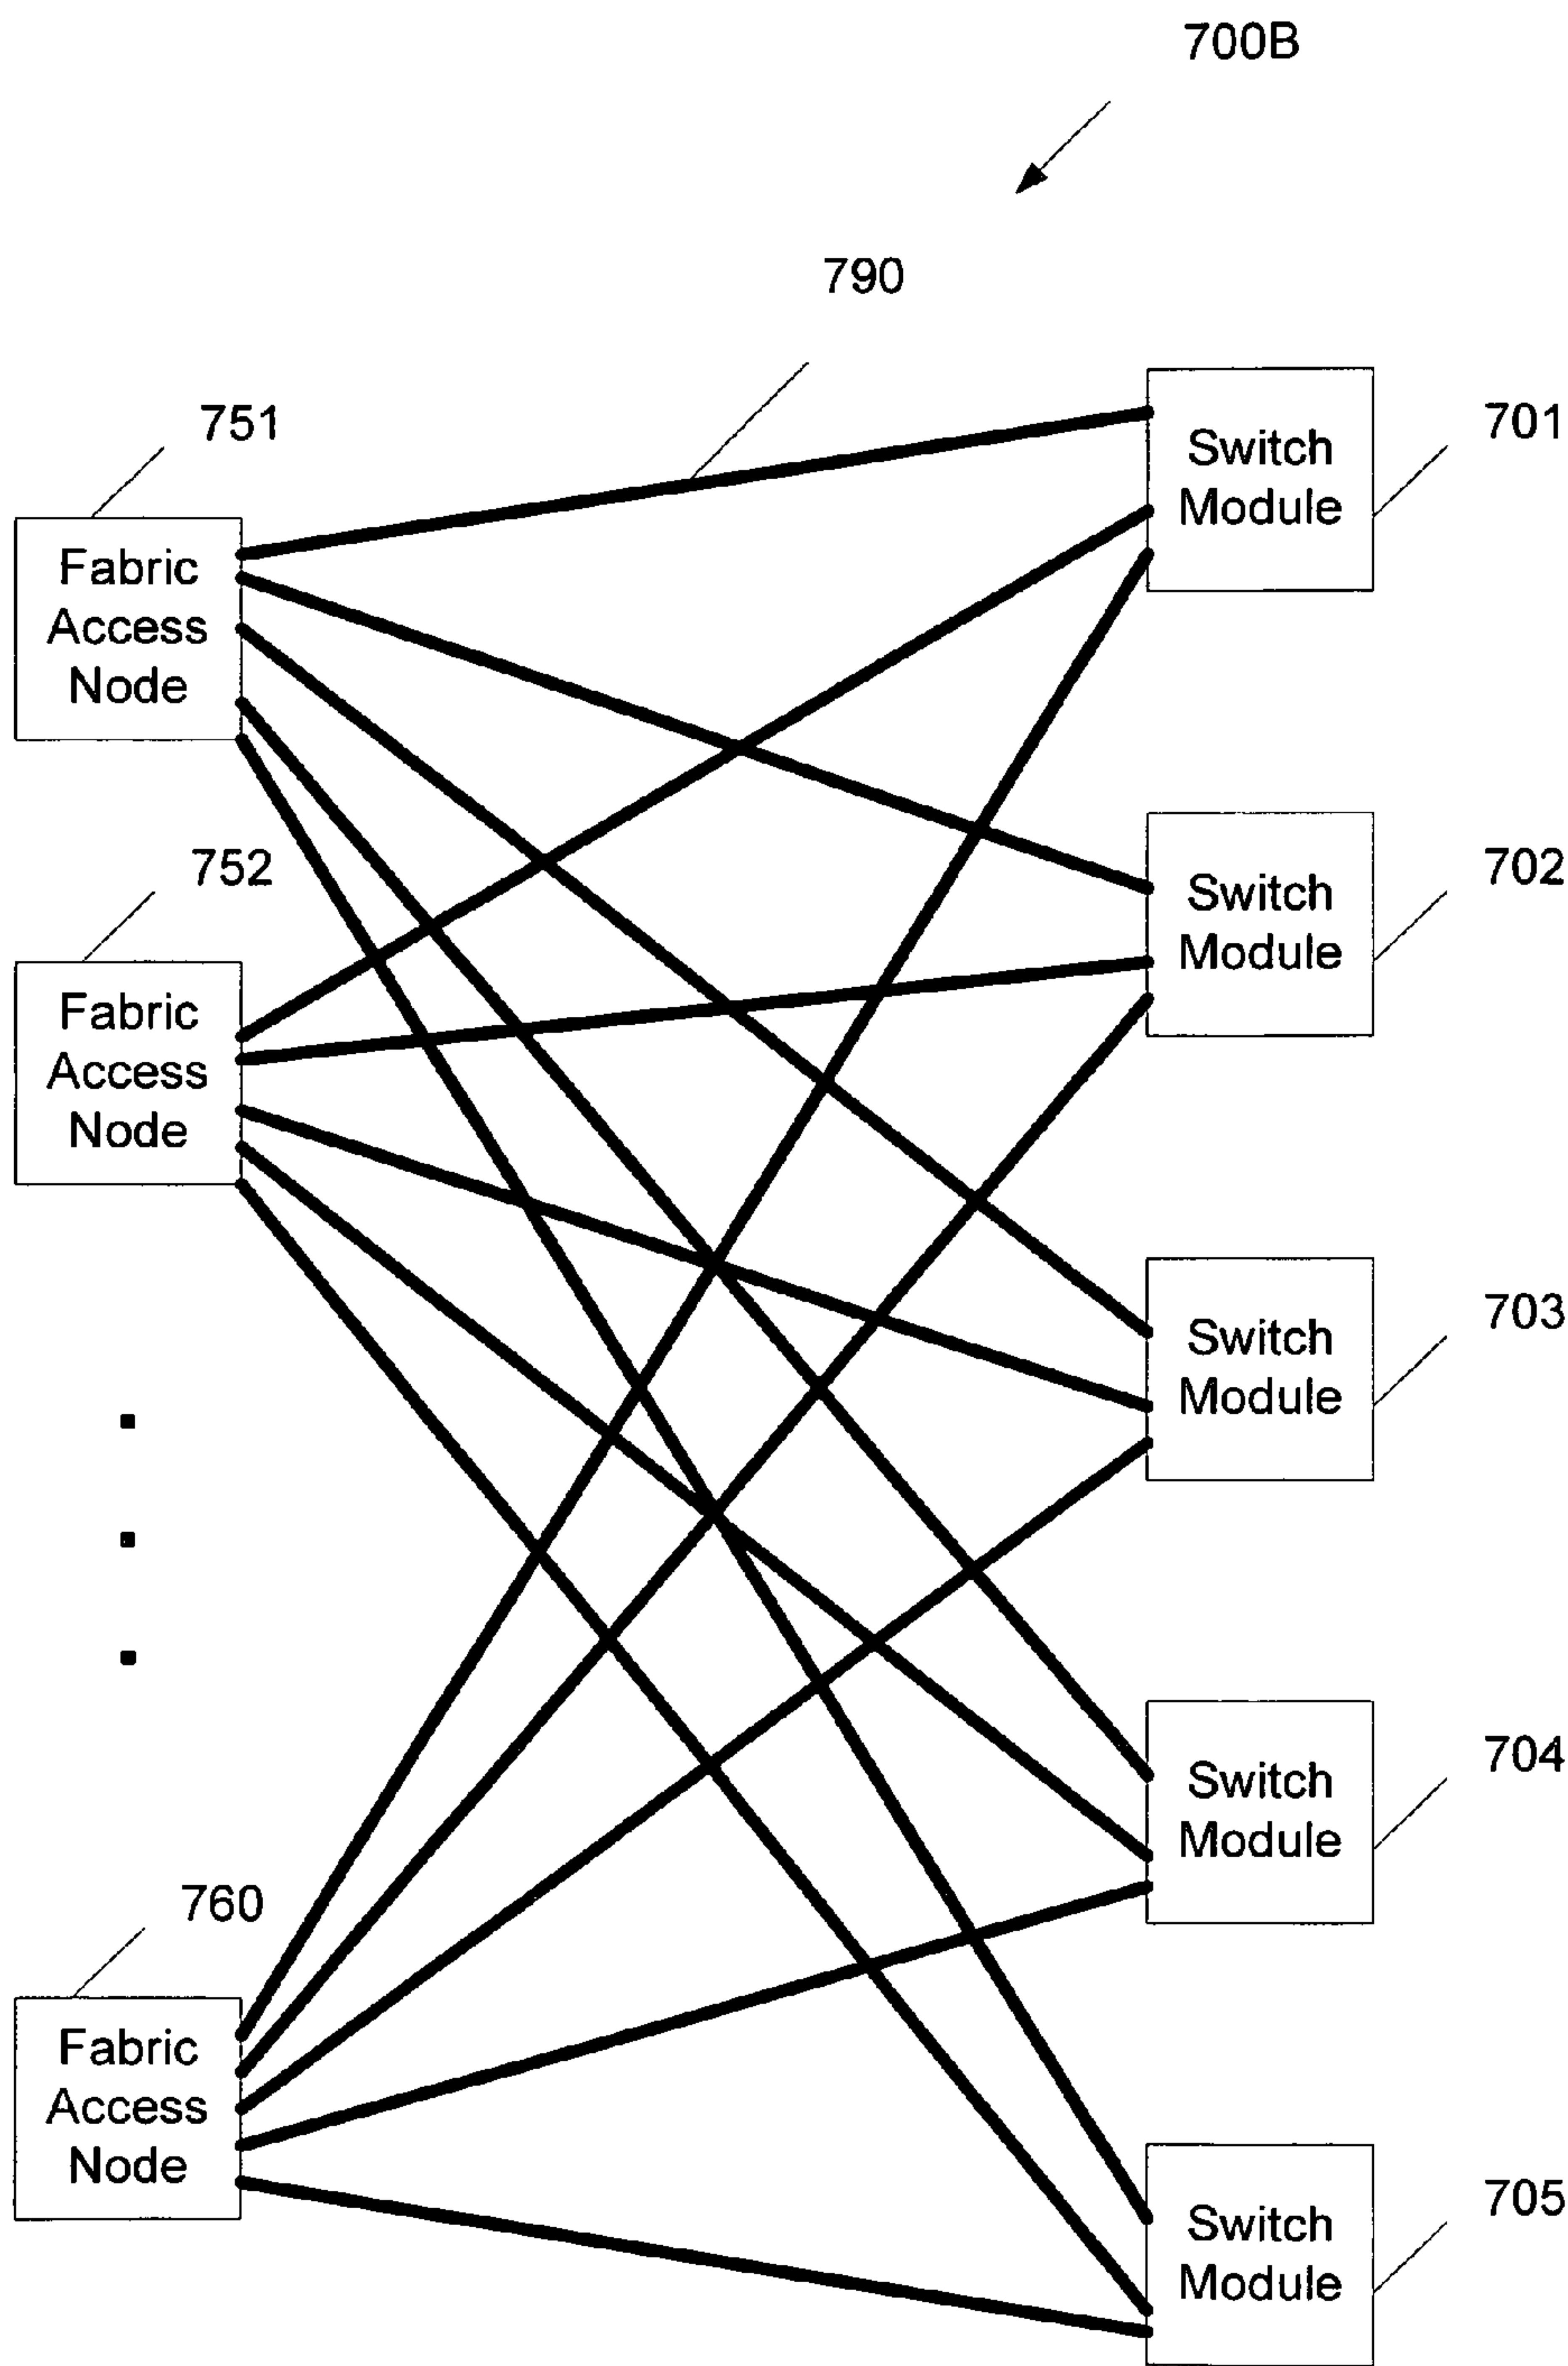 700B
790
751
701
Switch
Module
Fabric
Access
Node
752
702
Switch
Module
Fabric
Access
Node
703
Switch
Module
704
Switch
Module
760
Fabric
Access
Node
705
Switch
Module